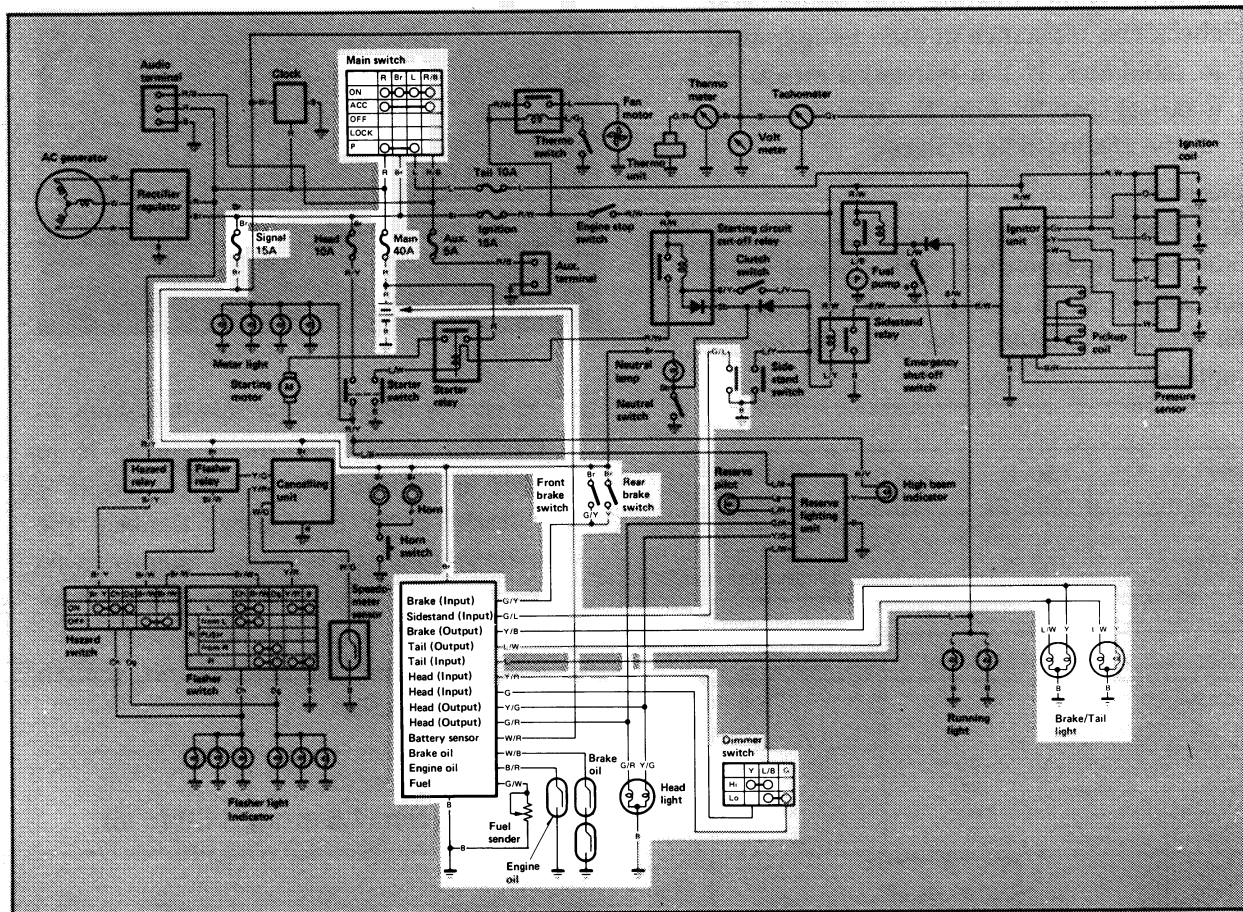 Main switch
R Br L R/B
ON
ACC
OFF
LOCK
P
Audio terminal
Clock
AC generator
Rectifier regulator
Thermo switch
Fan motor
Thermo meter
Thermo unit
Volt meter
Tachometer
Ignition coil
Tail 10A
Ignition 15A
Engine stop switch
Signal 15A
Head 15A
Main 40A
Aux. 5A
Aux. terminal
Starting circuit cut-off relay
Clutch switch
Fuel pump
Ignitor unit
Pickup coil
Pressure sensor
Sidestand relay
Emergency shut-off switch
Meter light
Starting motor
Starter switch
Starter relay
Neutral lamp
Neutral switch
Side-stand switch
Hazard relay
Flasher relay
Cancelling unit
Horn
Horn switch
Front brake switch
Rear brake switch
Reserve pilot
Reserve lighting unit
High beam indicator
Speedo-meter sensor
ON
OFF
Hazard switch
Flasher switch
Flasher light Indicator
Brake (Input) G/Y
Sidestand (Input) G/L
Brake (Output) Y/B
Tail (Output) L/W
Tail (Input) L
Head (Input) Y/R
Head (Input) G
Head (Output) Y/G
Head (Output) G/R
Battery sensor W/R
Brake oil W/B
Engine oil B/R
Fuel G/W
Fuel sender
Engine oil
Brake oil
G/R Y/G
Head light
Dimmer switch
Y L/B G
Hi
Lo
Running light
L/W Y
Brake/Tail light